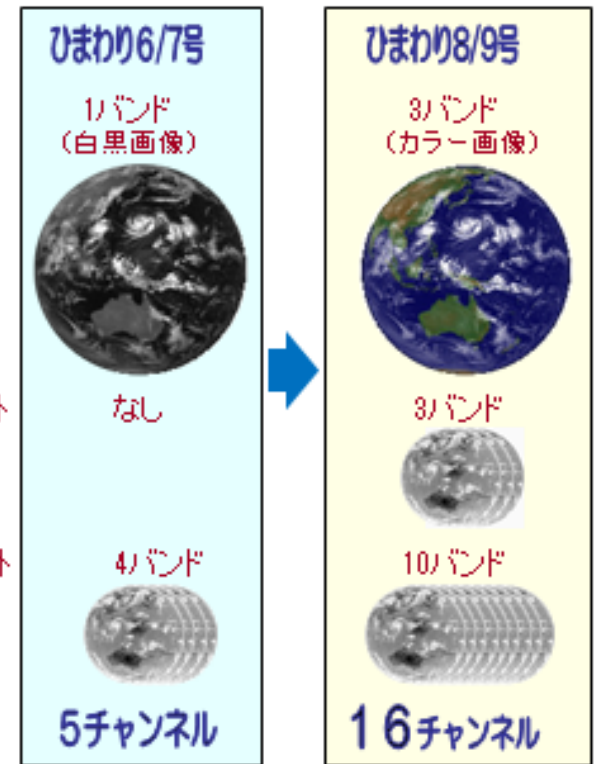 ひまわり6/7号
1バンド
(白黒画像)
なし
4バンド
5チャンネル
ひまわり8/9号
3バンド
(カラー画像)
3バンド
10バンド
16チャンネル